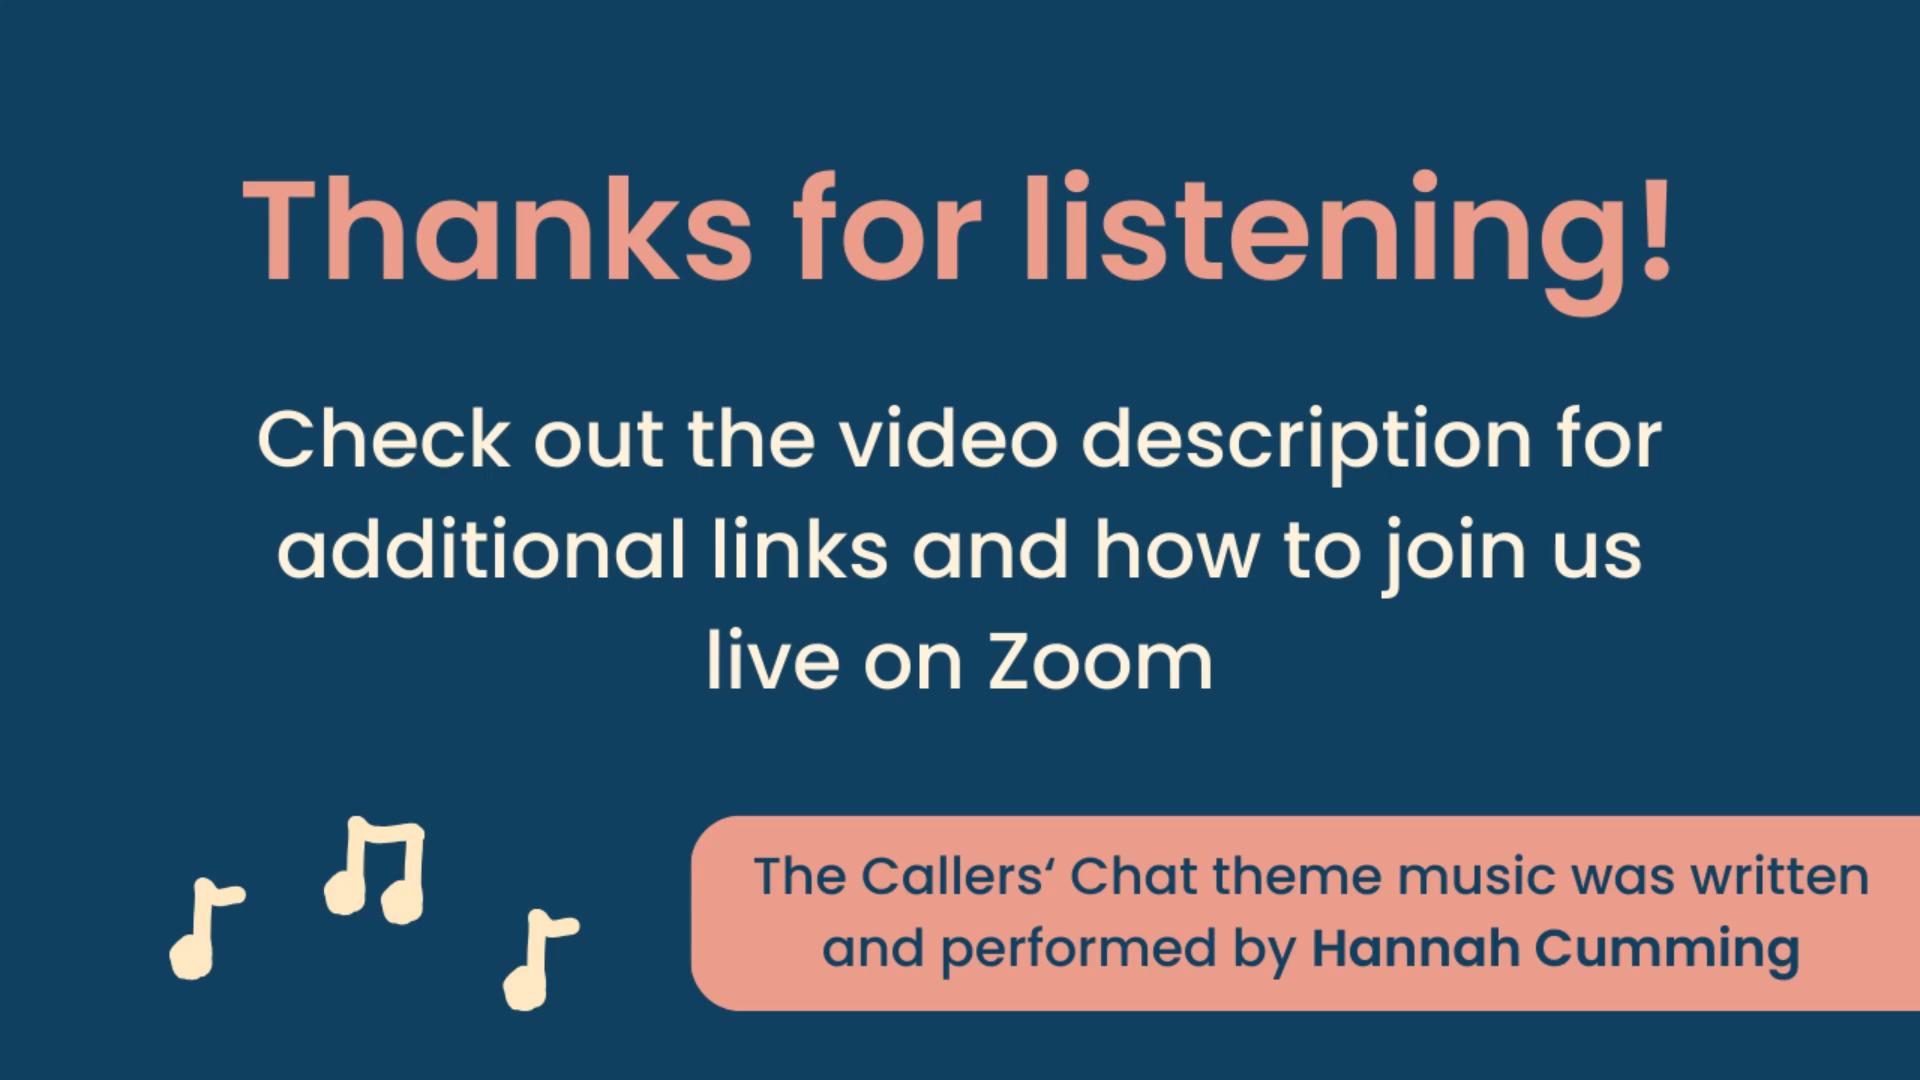 Thanks for listening!
Check out the video description for
additional links and how to join us
live on Zoom
The Callers‘ Chat theme music was written
and performed by Hannah Cumming